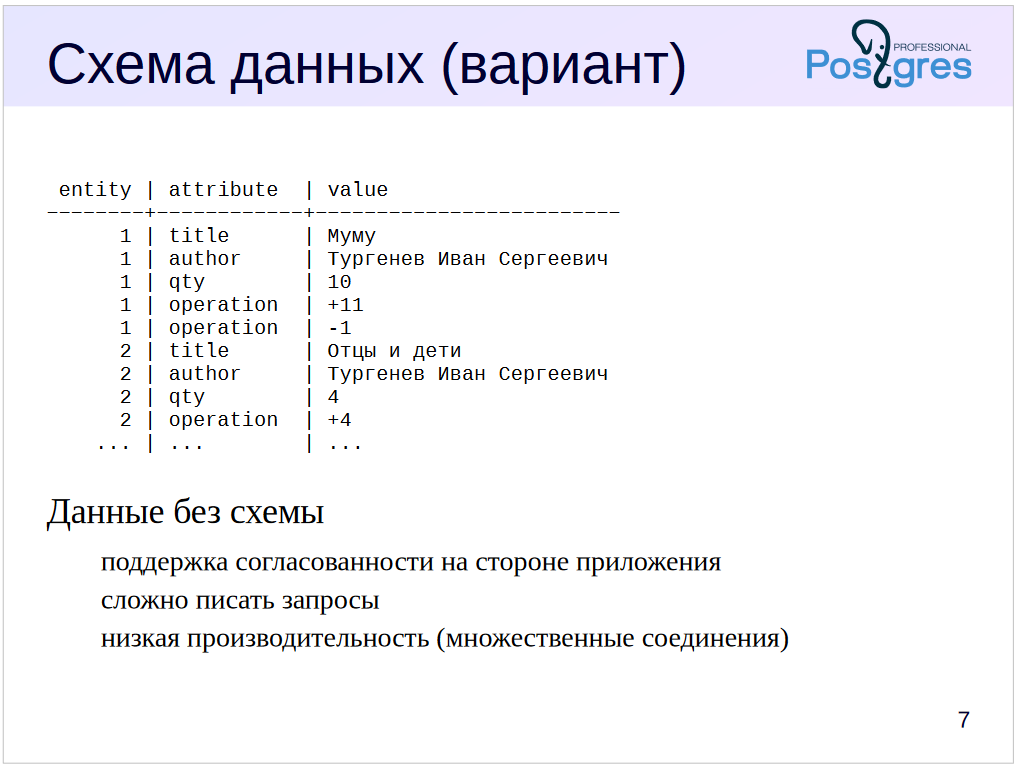 Схема данных (вариант)
PROFESSIONAL
Postgres
entity | attribute | value
--------+------------+-------------------------
1 | title | Муму
1 | author | Тургенев Иван Сергеевич
1 | qty | 10
1 | operation | +11
1 | operation | -1
2 | title | Отцы и дети
2 | author | Тургенев Иван Сергеевич
2 | qty | 4
2 | operation | +4
... | ... | ...
Данные без схемы
поддержка согласованности на стороне приложения
сложно писать запросы
низкая производительность (множественные соединения)
7